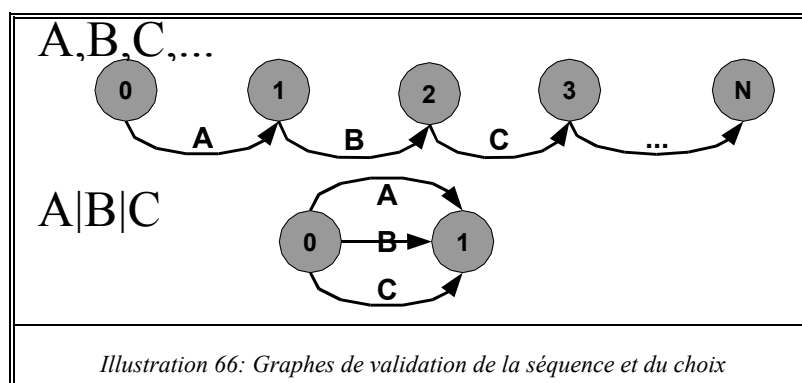 A,B,C,...
0 1 2 3 N
A B C ...
A|B|C
A
0 B 1
C
Illustration 66: Graphes de validation de la séquence et du choix